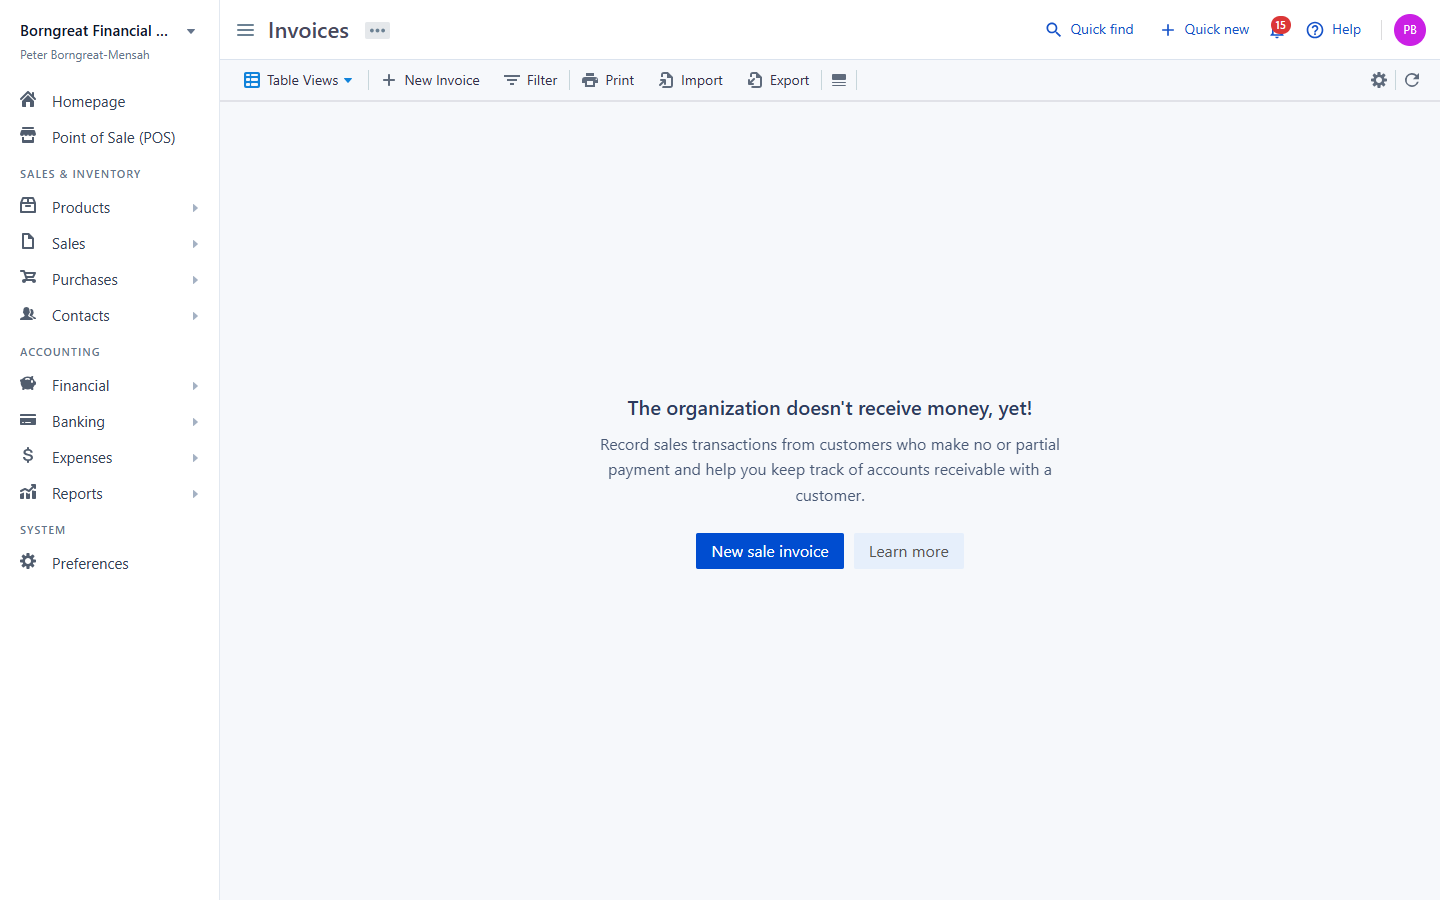 Borngreat Financial ...
Peter Borngreat-Mensah
Homepage
Point of Sale (POS)
SALES & INVENTORY
Products
Sales
Purchases
Contacts
ACCOUNTING
Financial
Banking
Expenses
Reports
SYSTEM
Preferences
Invoices
Quick find
Quick new
15
Help
PB
Table Views
New Invoice
Filter
Print
Import
Export
The organization doesn't receive money, yet!
Record sales transactions from customers who make no or partial
payment and help you keep track of accounts receivable with a
customer.
New sale invoice
Learn more